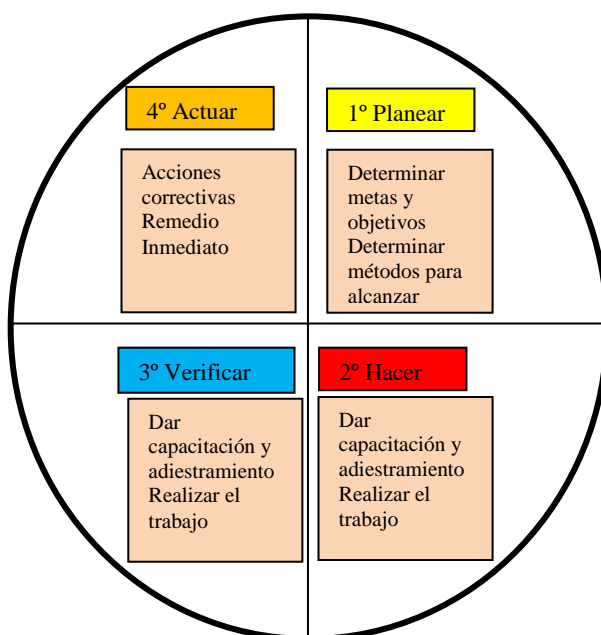 4º Actuar
Acciones
correctivas
Remedio
Inmediato
1º Planear
Determinar
metas y
objetivos
Determinar
métodos para
alcanzar
3º Verificar
Dar
capacitación y
adiestramiento
Realizar el
trabajo
2º Hacer
Dar
capacitación y
adiestramiento
Realizar el
trabajo